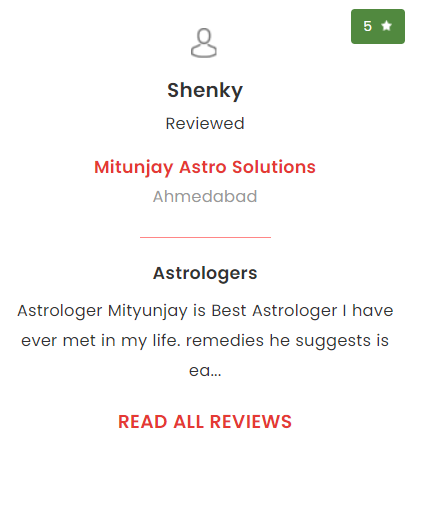 5
Shenky
Reviewed
Mitunjay Astro Solutions
Ahmedabad
Astrologers
Astrologer Mityunjay is Best Astrologer I have
ever met in my life. remedies he suggests is
ea...
READ ALL REVIEWS